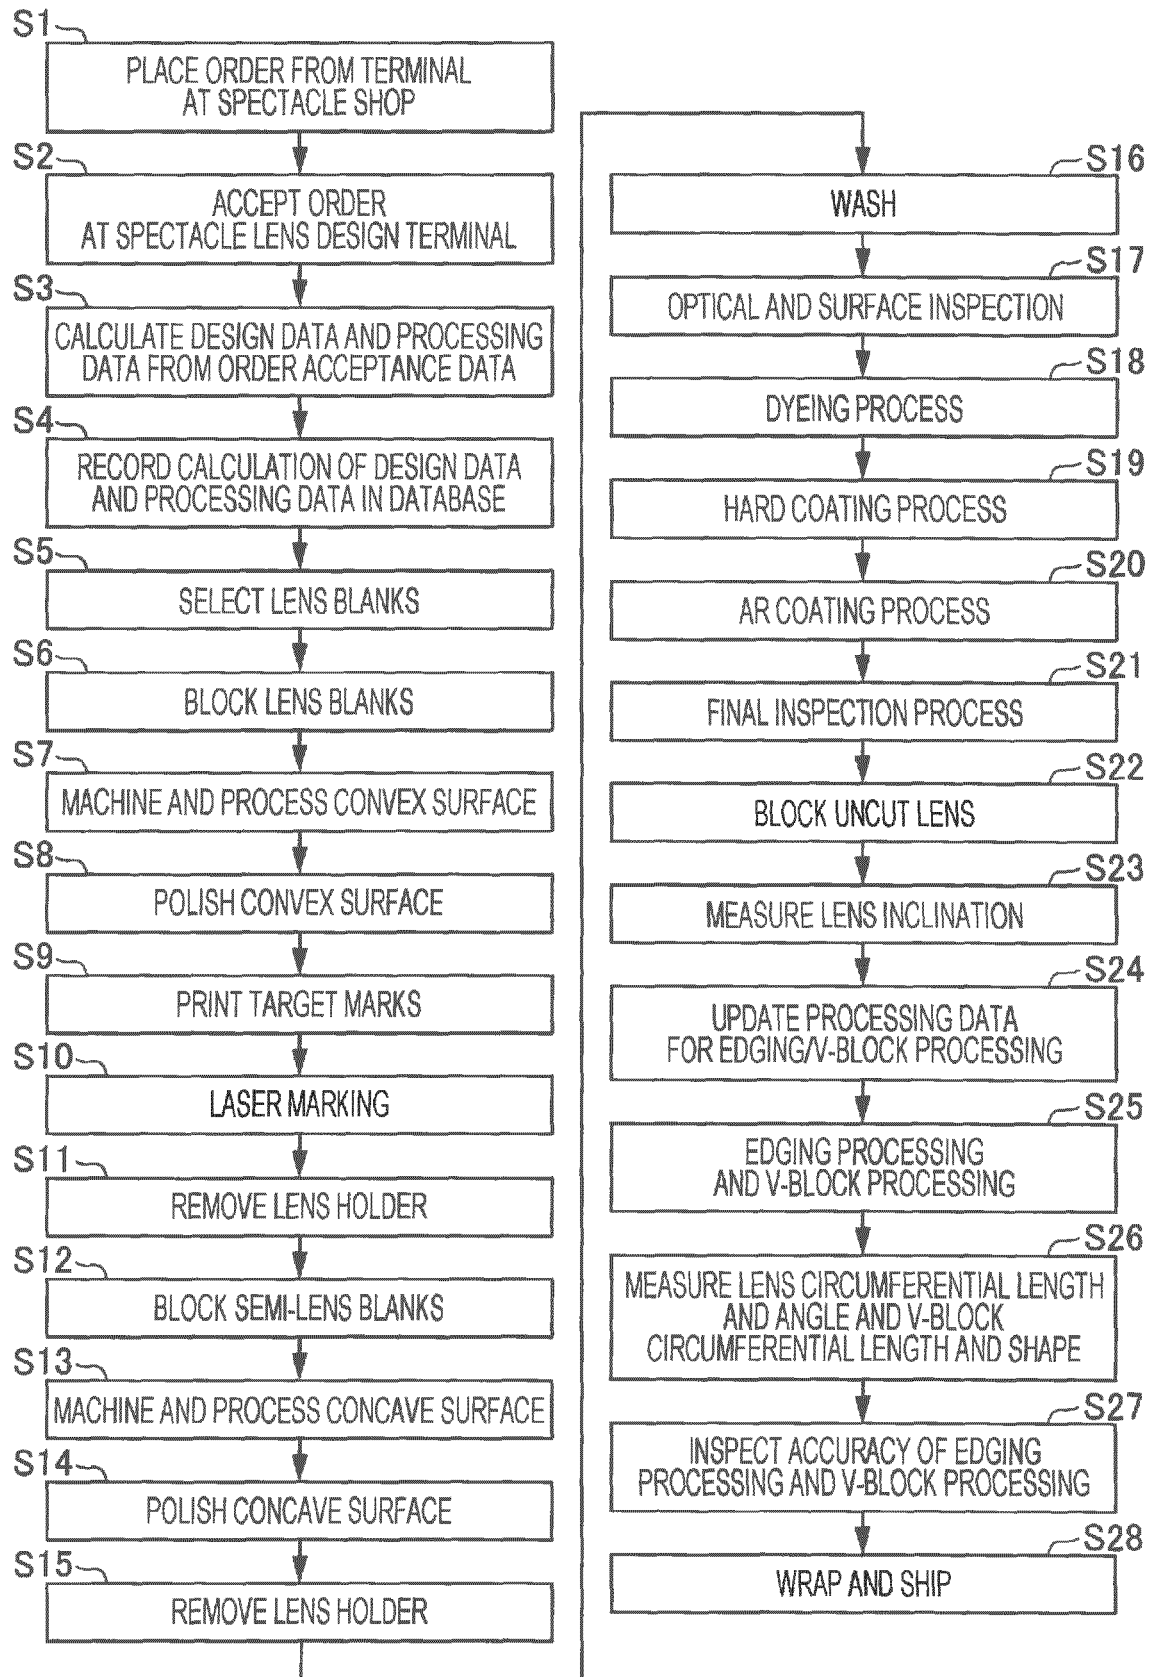 S1
PLACE ORDER FROM TERMINAL
AT SPECTACLE SHOP
S2
ACCEPT ORDER
AT SPECTACLE LENS DESIGN TERMINAL
S3
CALCULATE DESIGN DATA AND PROCESSING
DATA FROM ORDER ACCEPTANCE DATA
S4
RECORD CALCULATION OF DESIGN DATA
AND PROCESSING DATA IN DATABASE
S5
SELECT LENS BLANKS
S6
BLOCK LENS BLANKS
S7
MACHINE AND PROCESS CONVEX SURFACE
S8
POLISH CONVEX SURFACE
S9
PRINT TARGET MARKS
S10
LASER MARKING
S11
REMOVE LENS HOLDER
S12
BLOCK SEMI-LENS BLANKS
S13
MACHINE AND PROCESS CONCAVE SURFACE
S14
POLISH CONCAVE SURFACE
S15
REMOVE LENS HOLDER
S16
WASH
S17
OPTICAL AND SURFACE INSPECTION
S18
DYEING PROCESS
S19
HARD COATING PROCESS
S20
AR COATING PROCESS
S21
FINAL INSPECTION PROCESS
S22
BLOCK UNCUT LENS
S23
MEASURE LENS INCLINATION
S24
UPDATE PROCESSING DATA
FOR EDGING/V-BLOCK PROCESSING
S25
EDGING PROCESSING
AND V-BLOCK PROCESSING
S26
MEASURE LENS CIRCUMFERENTIAL LENGTH
AND ANGLE AND V-BLOCK
CIRCUMFERENTIAL LENGTH AND SHAPE
S27
INSPECT ACCURACY OF EDGING
PROCESSING AND V-BLOCK PROCESSING
S28
WRAP AND SHIP